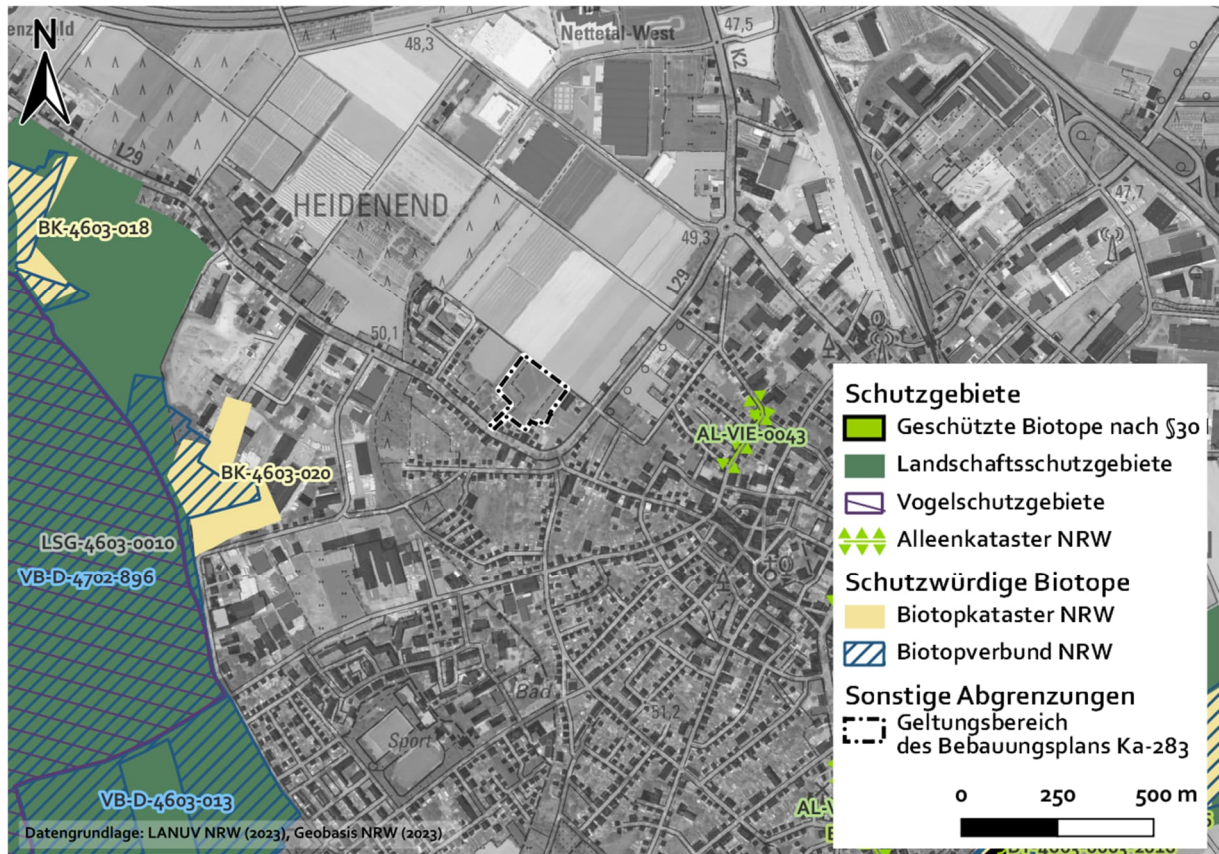 Nettetal-West
47,5
K2
48,3
N
L29
HEIDENEND
47,7
BK-4603-018
49,3
L29
50,1
AL-VIE-0043
BK-4603-020
LSG-4603-0010
VB-D-4702-896
Bad
51,2
Sport
VB-D-4603-013
Datengrundlage: LANUV NRW (2023), Geobasis NRW (2023)
Schutzgebiete
Geschützte Biotope nach §30
Landschaftsschutzgebiete
Vogelschutzgebiete
Alleenkataster NRW
Schutzwürdige Biotope
Biotopkataster NRW
Biotopverbund NRW
Sonstige Abgrenzungen
Geltungsbereich
des Bebauungsplans Ka-283
0 250 500 m